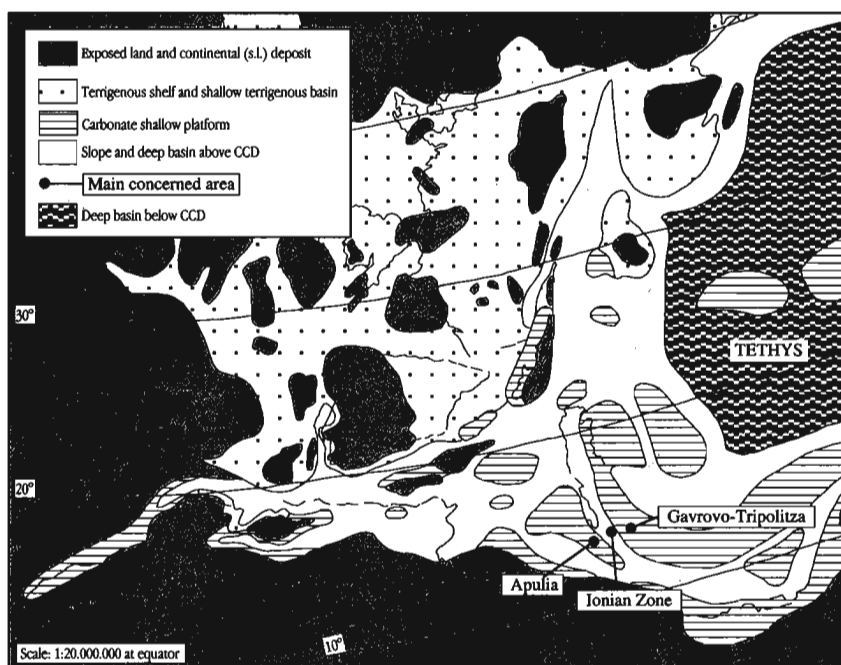 Exposed land and continental (s.l.) deposit
Terrigenous shelf and shallow terrigenous basin
Carbonate shallow platform
Slope and deep basin above CCD
Main concerned area
Deep basin below CCD
30°
TETHYS
20°
Gavrovo-Tripolitza
Apulia
Ionian Zone
10°
Scale: 1:20.000.000 at equator